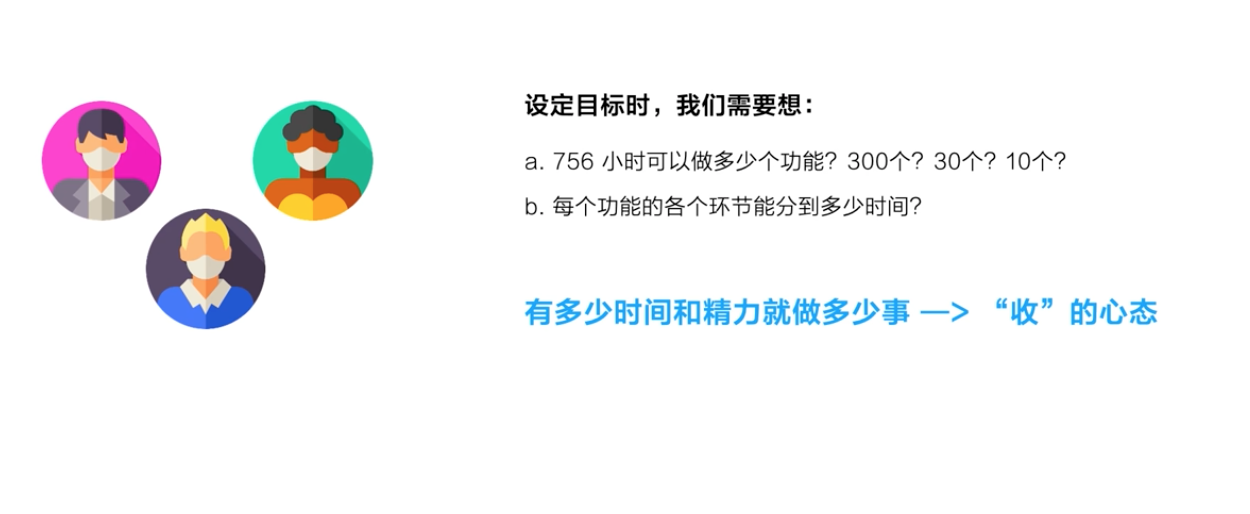 设定目标时，我们需要想：
a. 756 小时可以做多少个功能？300个？30个？10个？
b. 每个功能的各个环节能分到多少时间？
有多少时间和精力就做多少事 —> “收”的心态